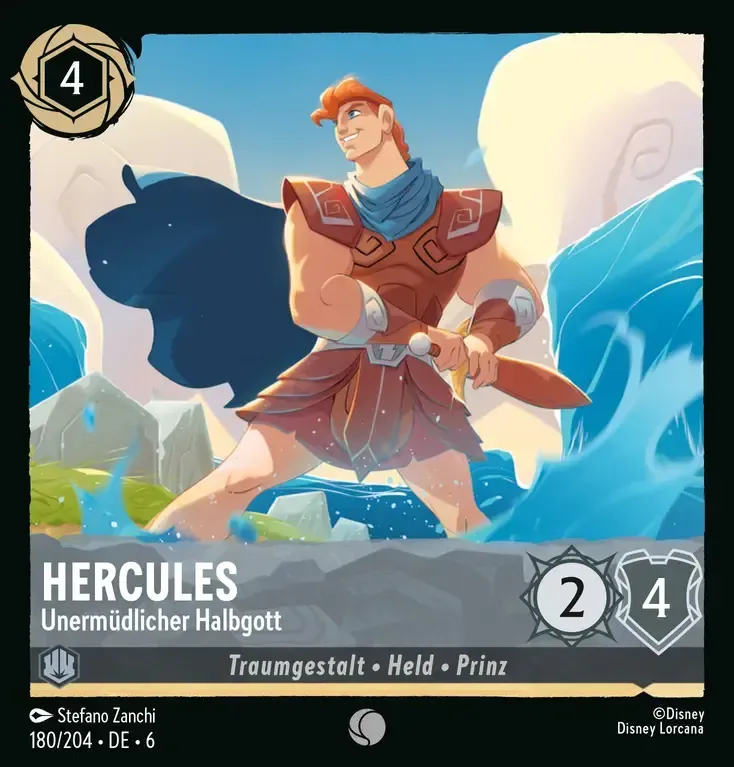 4
HERCULES
Unermüdlicher Halbgott
2
4
Traumgestalt • Held • Prinz
Stefano Zanchi
180/204 • DE • 6
©Disney
Disney Lorcana